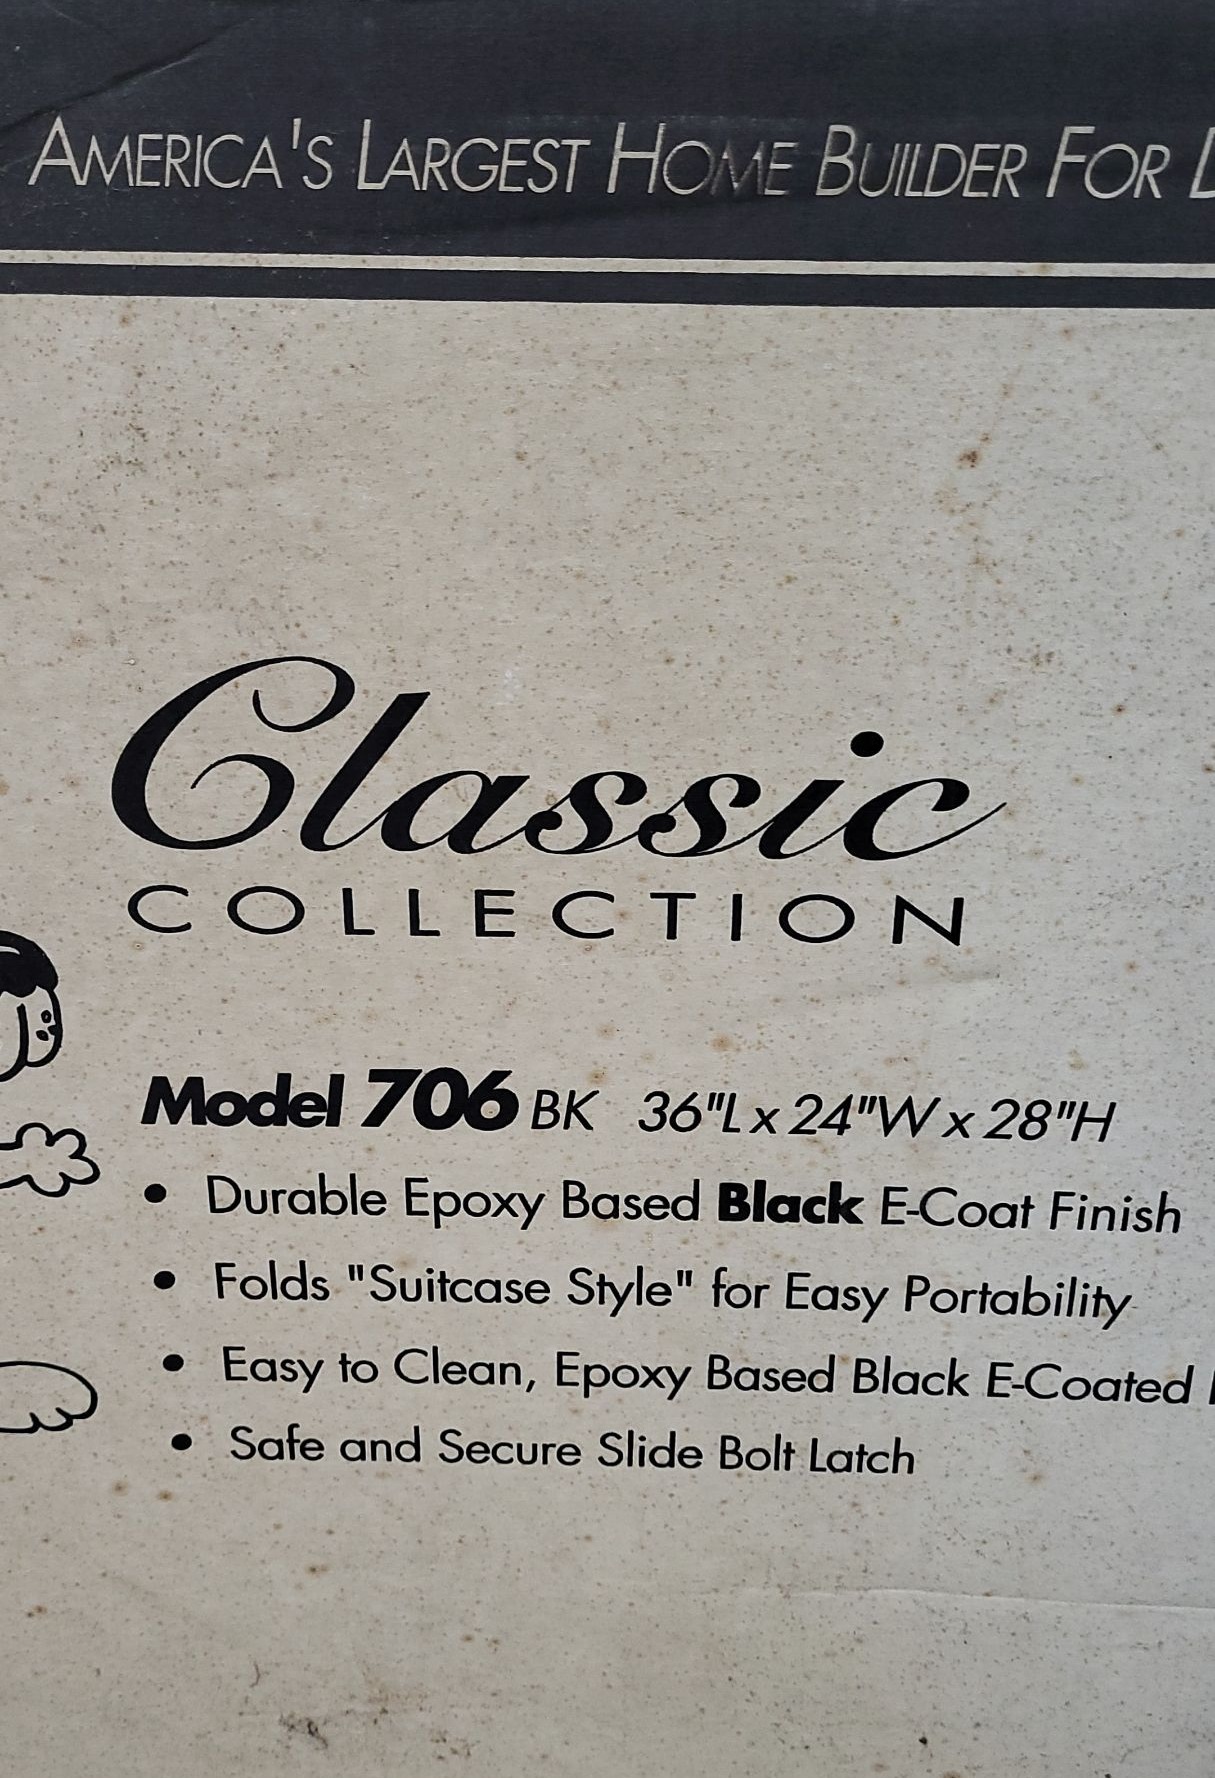 AMERICA'S LARGEST HOME BUILDER FOR
Classic
COLLECTION
Model 706 BK 36"L x 24"W x 28"H
• Durable Epoxy Based Black E-Coat Finish
• Folds "Suitcase Style" for Easy Portability
• Easy to Clean, Epoxy Based Black E-Coated
• Safe and Secure Slide Bolt Latch